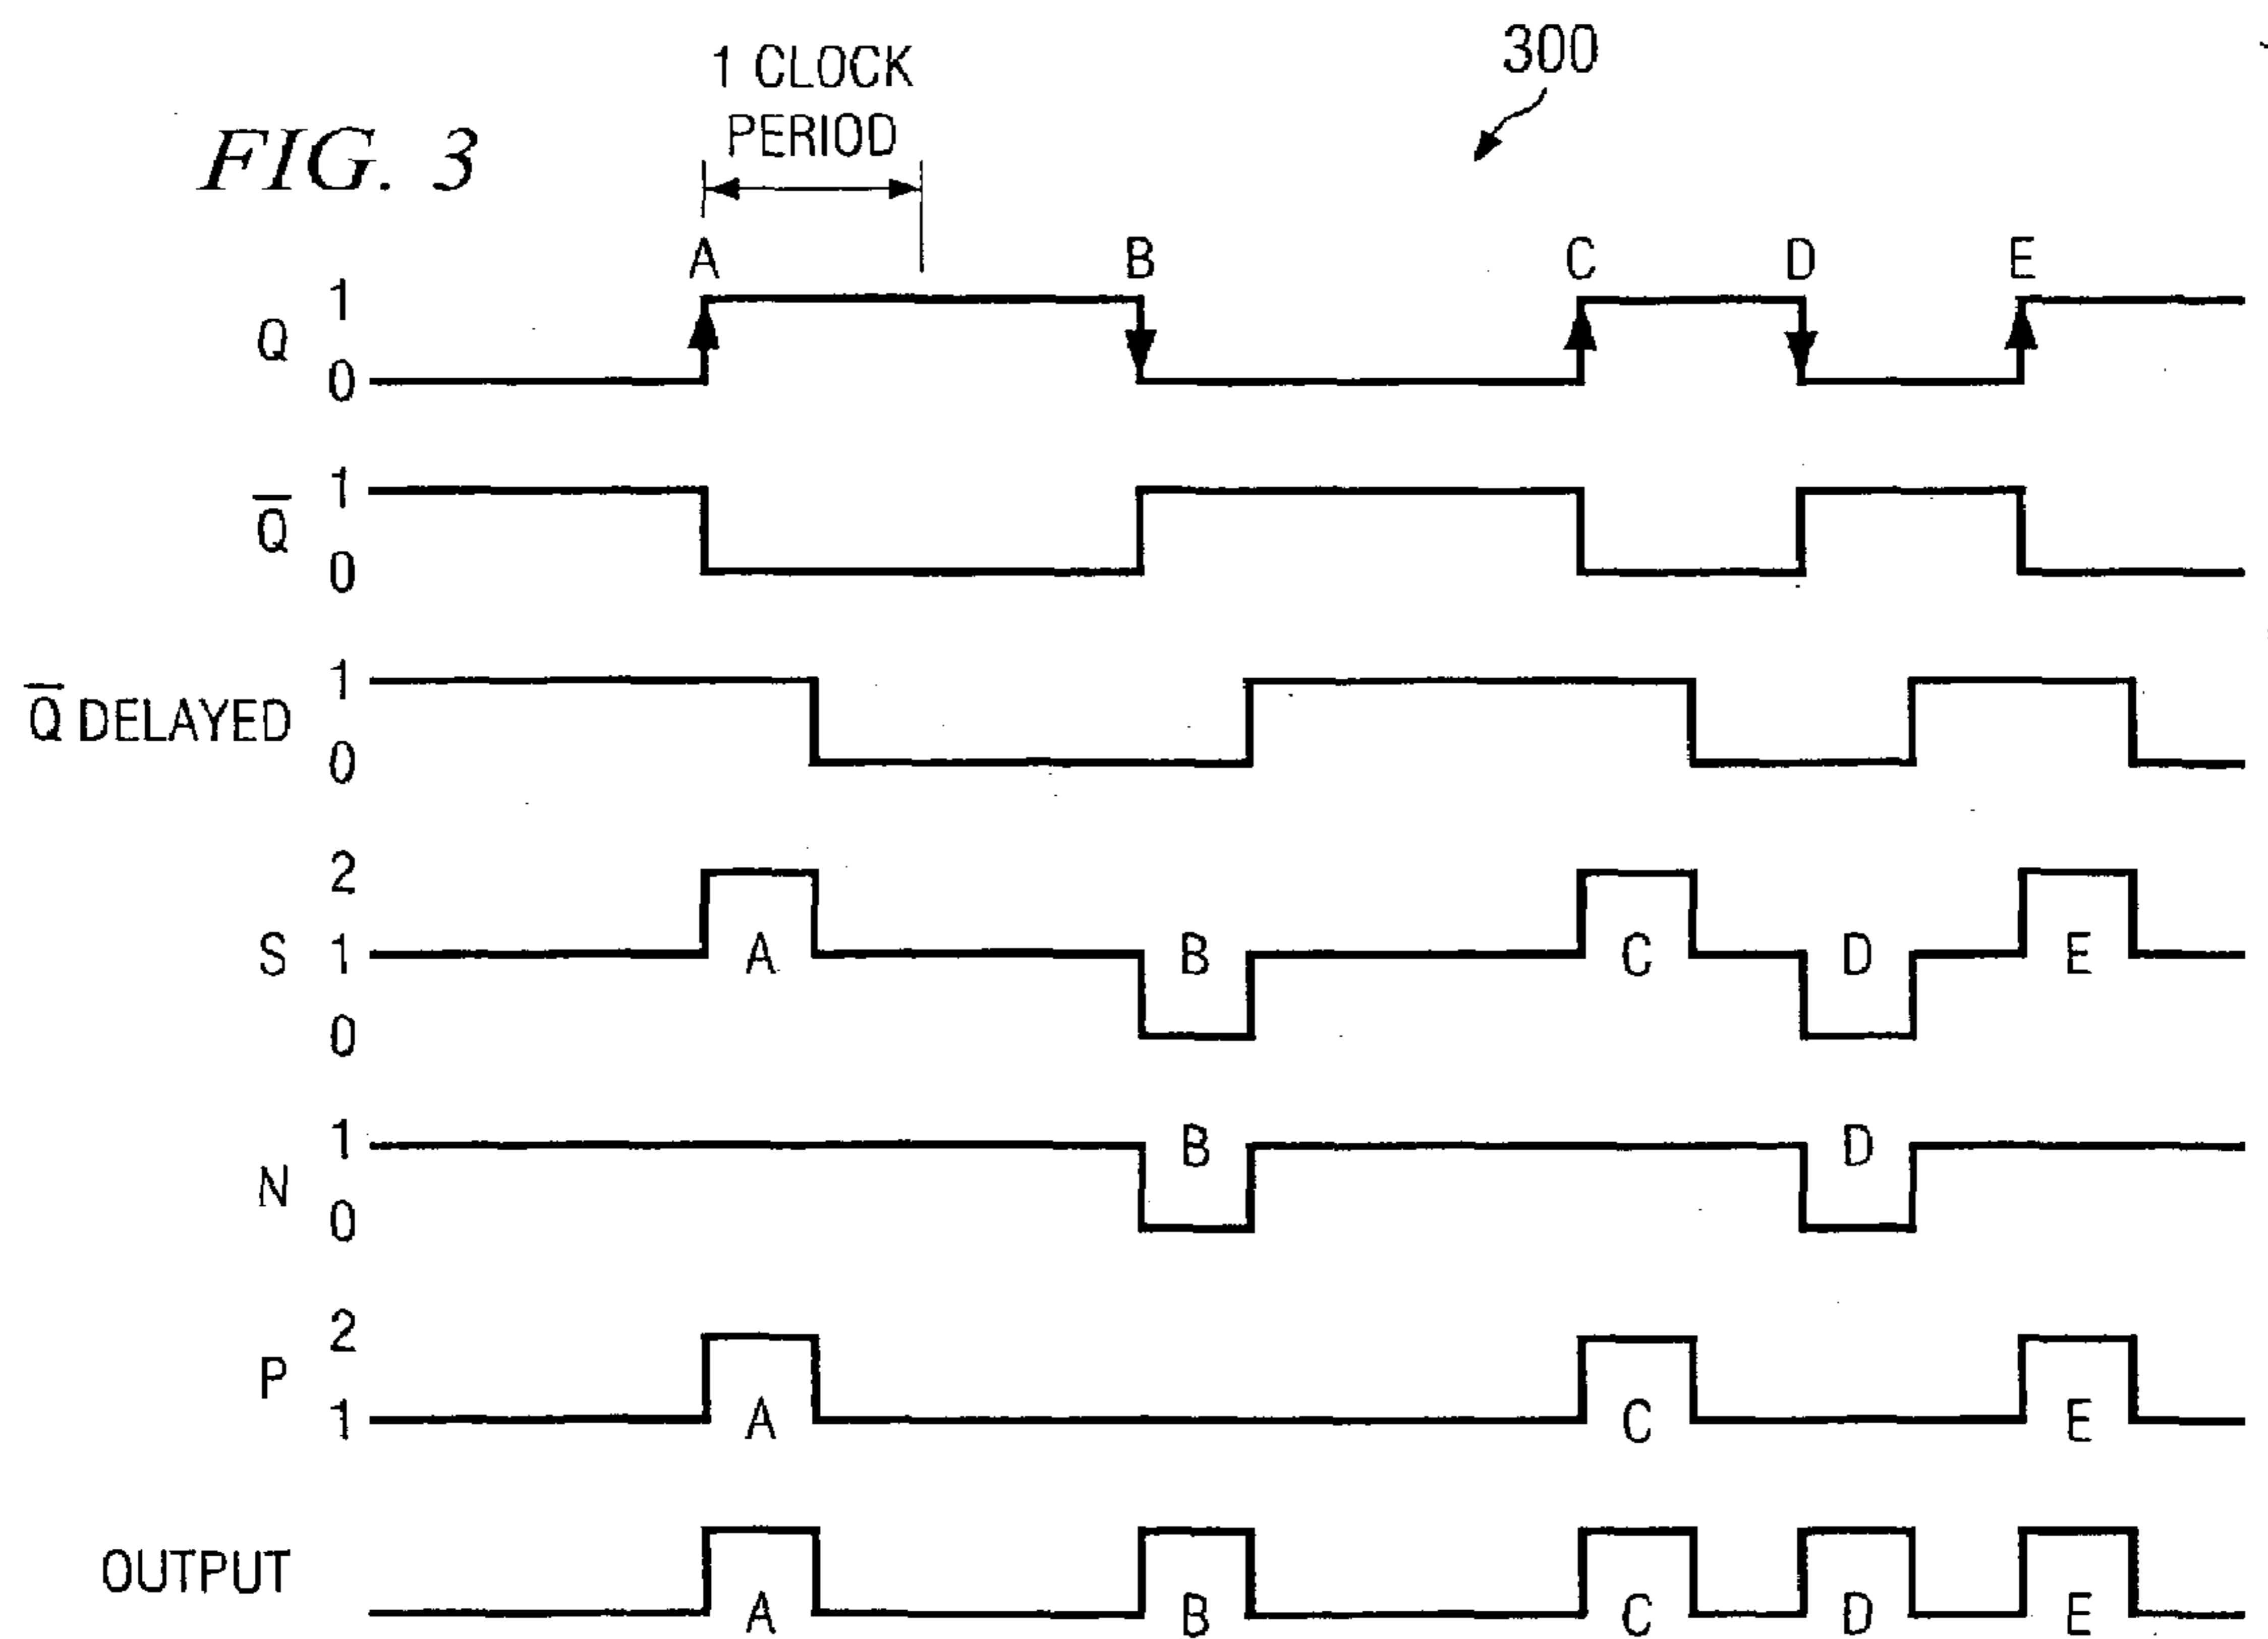 300
1 CLOCK
PERIOD
FIG. 3
A B C D E
1
Q
0
1
Q̅
0
1
Q̅ DELAYED
0
2
S 1 A B C D E
0
1 B D
N
0
2
P
1 A C E
OUTPUT
A B C D E